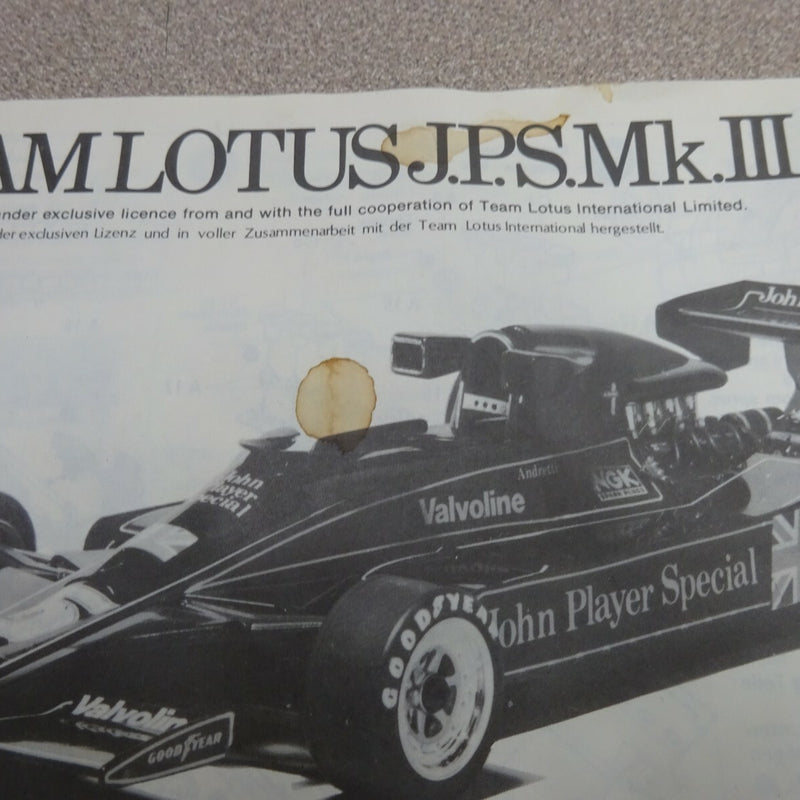 AM LOTUS J.P.S. Mk.III
under exclusive licence from and with the full cooperation of Team Lotus International Limited.
der exclusiven Lizenz und in voller Zusammenarbeit mit der Team Lotus International hergestellt.
John
John
Player
Special
Andretti
NGK
Valvoline
John Player Special
GOODYEAR
Valvoline
GOODYEAR